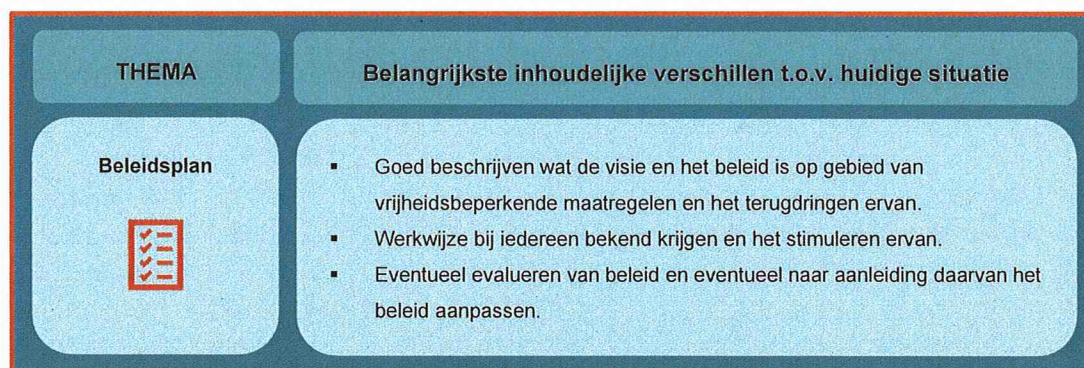 THEMA
Belangrijkste inhoudelijke verschillen t.o.v. huidige situatie
Beleidsplan
▪ Goed beschrijven wat de visie en het beleid is op gebied van
vrijheidsbeperkende maatregelen en het terugdringen ervan.
▪ Werkwijze bij iedereen bekend krijgen en het stimuleren ervan.
▪ Eventueel evalueren van beleid en eventueel naar aanleiding daarvan het
beleid aanpassen.